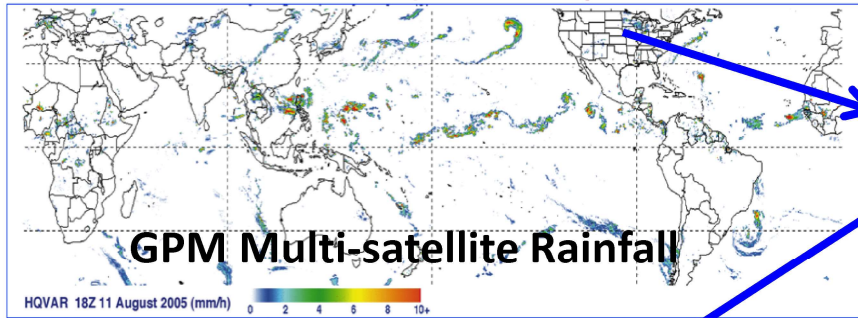 GPM Multi-satellite Rainfall
HQVAR 18Z 11 August 2005 (mm/h)
0 2 4 6 8 10+